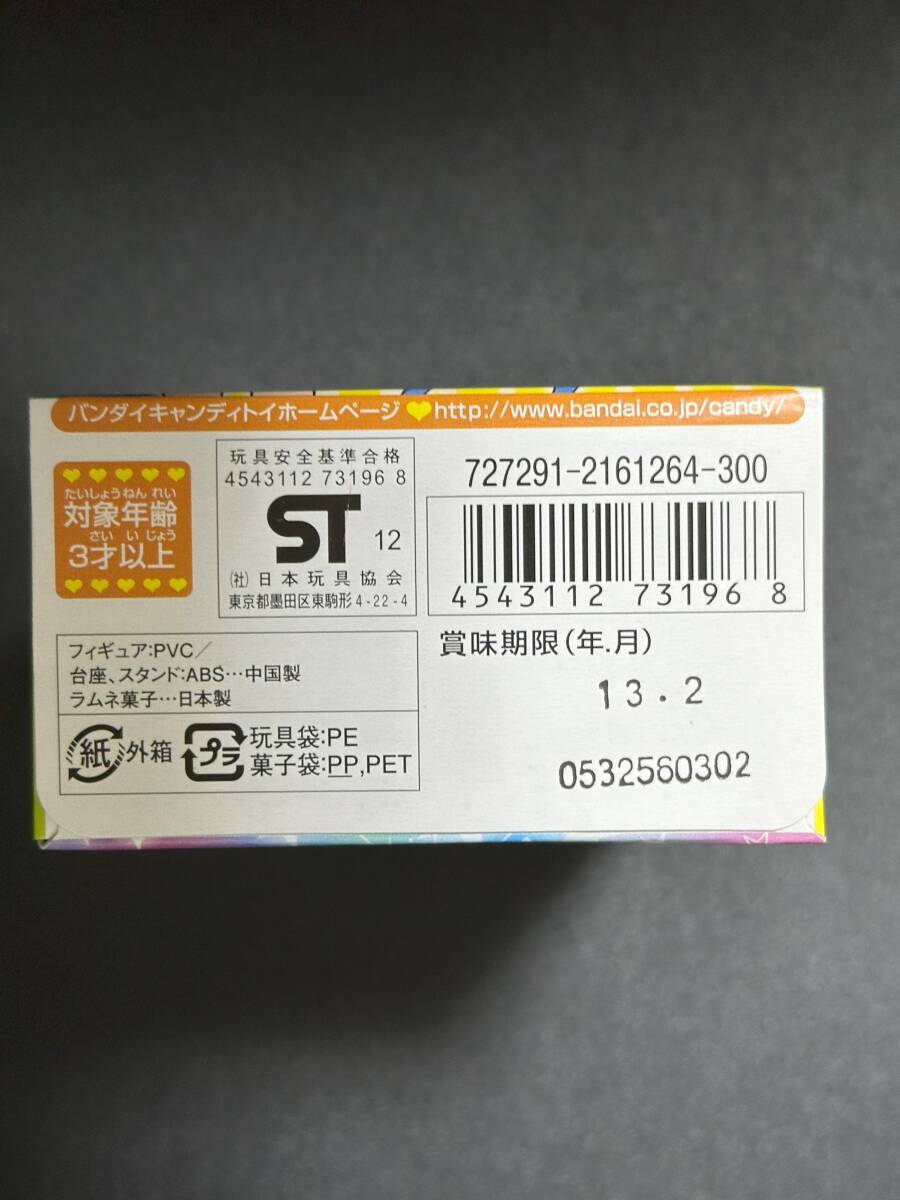 バンダイキャンディトイホームページ http://www.bandai.co.jp/candy/
たいしょうねんれい
対象年齢
さいいじょう
3才以上
玩具安全基準合格
4543112 73196 8
ST 12
(社)日本玩具協会
東京都墨田区東駒形4-22-4
727291-2161264-300
4543112 73196 8
フィギュア:PVC/
台座、スタンド:ABS…中国製
ラムネ菓子…日本製
紙 外箱
プラ 玩具袋:PE
菓子袋:PP,PET
賞味期限(年.月)
13.2
0532560302